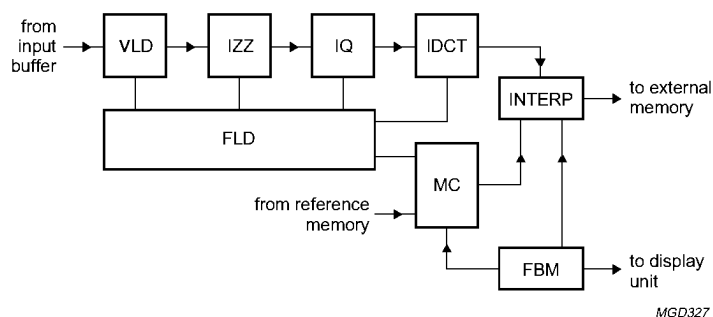 from
input
buffer
VLD
IZZ
IQ
IDCT
INTERP
to external
memory
FLD
MC
from reference
memory
FBM
to display
unit
MGD327